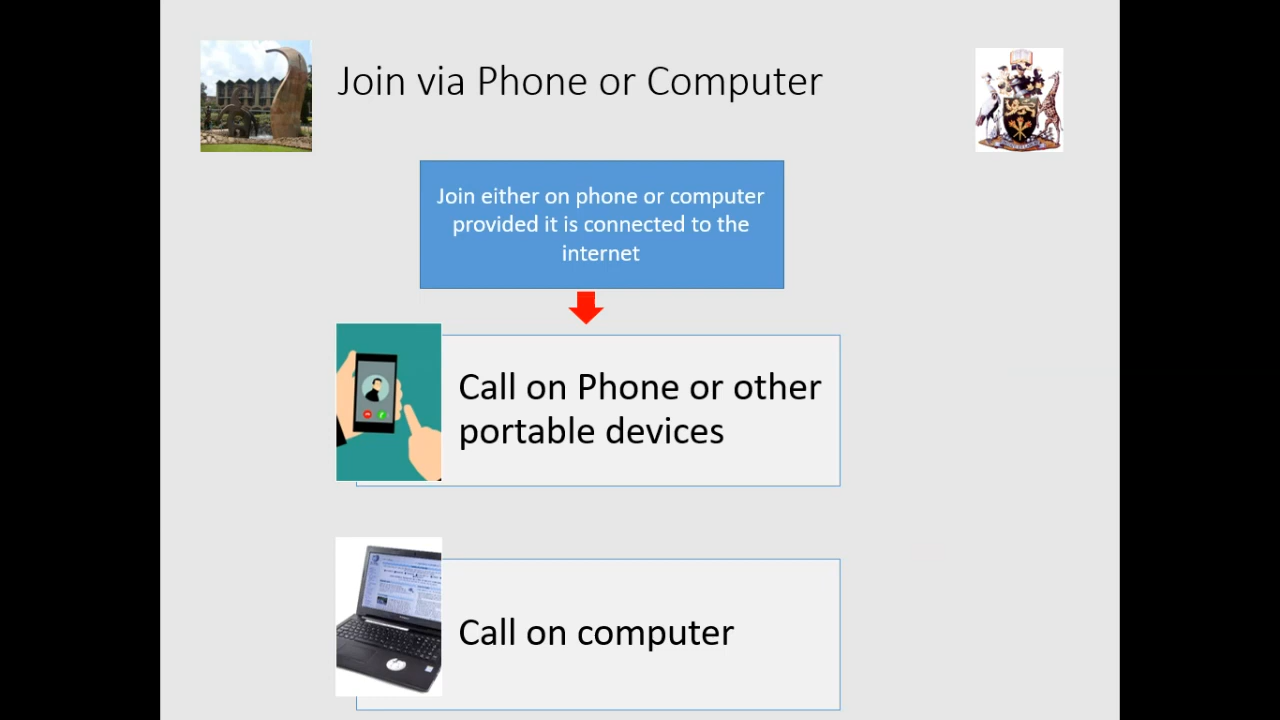 Join via Phone or Computer
Join either on phone or computer
provided it is connected to the
internet
Call on Phone or other
portable devices
Call on computer